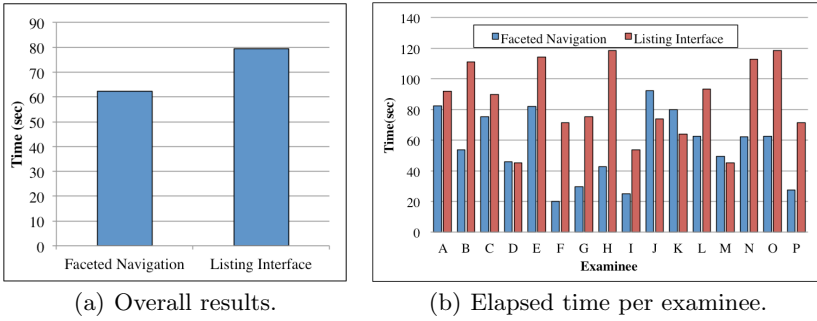 90
80
70
60
50
40
30
20
10
0
Time (sec)
Faceted Navigation Listing Interface
(a) Overall results.
140
120
100
80
60
40
20
0
Time(sec)
Faceted Navigation Listing Interface
A B C D E F G H I J K L M N O P
Examinee
(b) Elapsed time per examinee.